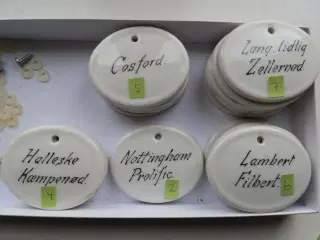 Cosford.
5
Lang, tidlig
Zellernød.
7
Halleske
Kæmpenød.
4
Nottingham
Prolific.
2
Lambert
Filbert.
6